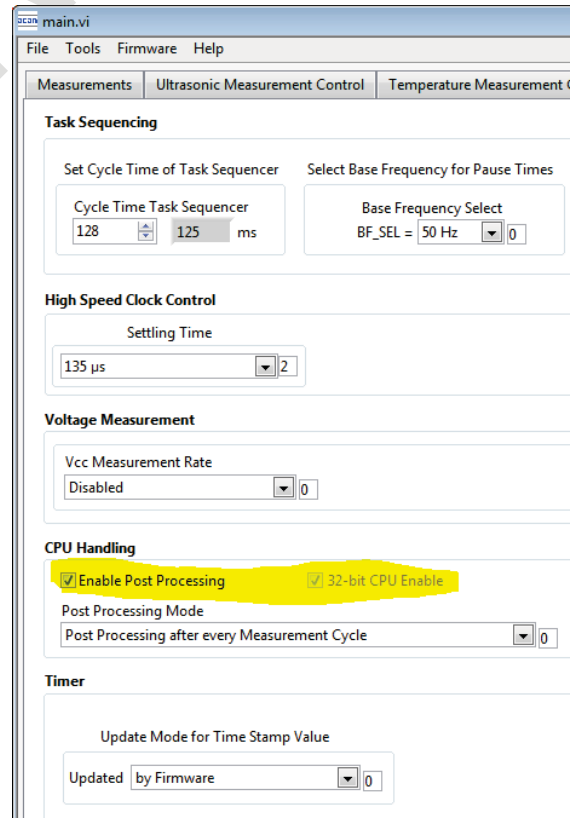 acan main.vi
File Tools Firmware Help
Measurements Ultrasonic Measurement Control Temperature Measurement
Task Sequencing
Set Cycle Time of Task Sequencer Select Base Frequency for Pause Times
Cycle Time Task Sequencer Base Frequency Select
128 125 ms BF_SEL = 50 Hz 0
High Speed Clock Control
Settling Time
135 µs 2
Voltage Measurement
Vcc Measurement Rate
Disabled 0
CPU Handling
Enable Post Processing 32-bit CPU Enable
Post Processing Mode
Post Processing after every Measurement Cycle 0
Timer
Update Mode for Time Stamp Value
Updated by Firmware 0